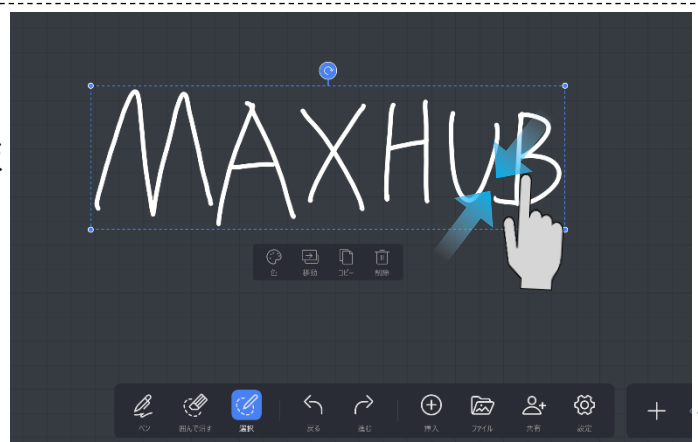 MAXHUB
色 移動 コピー 削除
ペン 囲んで消す 選択 戻る 進む 挿入 ファイル 共有 設定